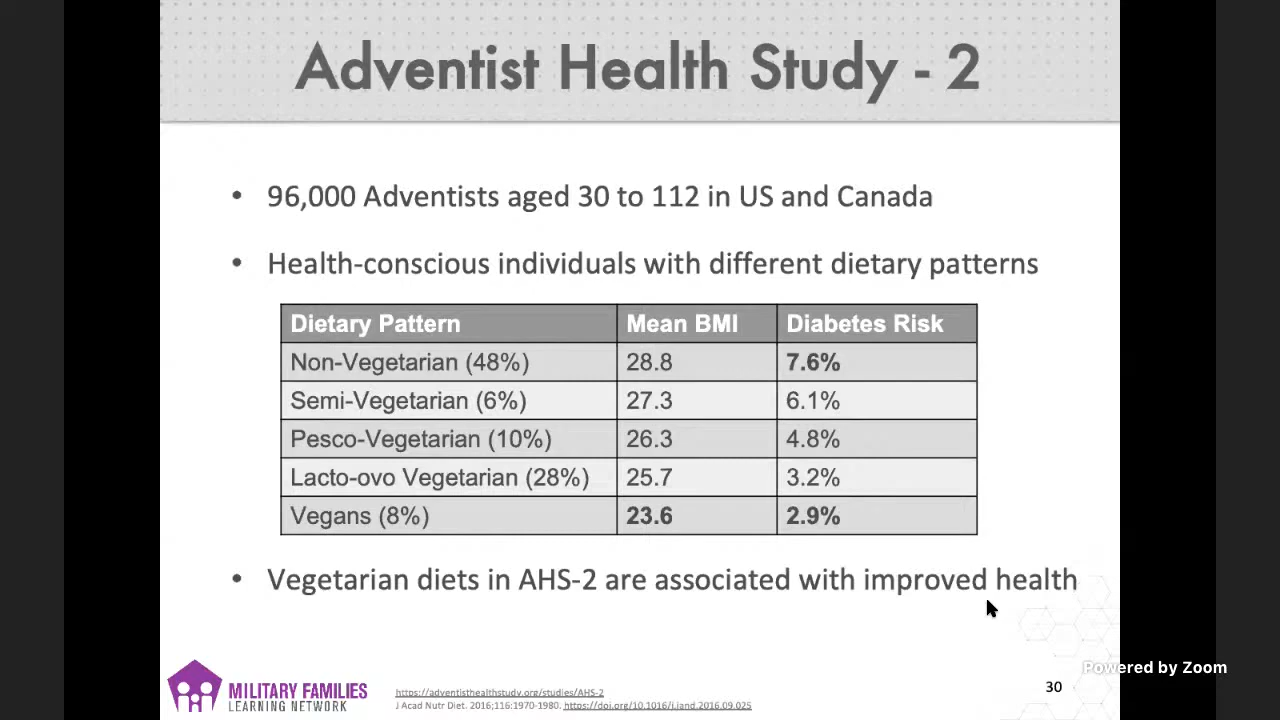 Adventist Health Study - 2
• 96,000 Adventists aged 30 to 112 in US and Canada
• Health-conscious individuals with different dietary patterns
Dietary Pattern Mean BMI Diabetes Risk
Non-Vegetarian (48%) 28.8 7.6%
Semi-Vegetarian (6%) 27.3 6.1%
Pesco-Vegetarian (10%) 26.3 4.8%
Lacto-ovo Vegetarian (28%) 25.7 3.2%
Vegans (8%) 23.6 2.9%
• Vegetarian diets in AHS-2 are associated with improved health
Powered by Zoom
MILITARY FAMILIES
LEARNING NETWORK
https://adventisthealthstudy.org/studies/AHS-2
J Acad Nutr Diet. 2016;116:1970-1980. https://doi.org/10.1016/j.jand.2016.09.025
30